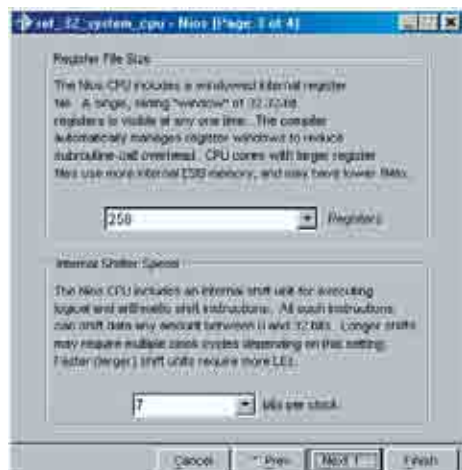 ref_32_system_cpu - Nios (Page 3 of 4)
Register File Size
The Nios CPU includes a windowed internal register
file. A single, sliding "window" of 32 32-bit
registers is visible at any one time. The compiler
automatically manages register windows to reduce
subroutine-call overhead. CPU cores with larger register
files use more internal ESB memory, and may have lower fMax.
256 Registers
Internal Shifter Speed
The Nios CPU includes an internal shift unit for executing
logical and arithmetic shift instructions. All such instructions
can shift data any amount between 0 and 32 bits. Longer shifts
may require multiple clock cycles depending on this setting.
Faster (larger) shift units require more LEs.
7 bits per clock
Cancel < Prev Next > Finish